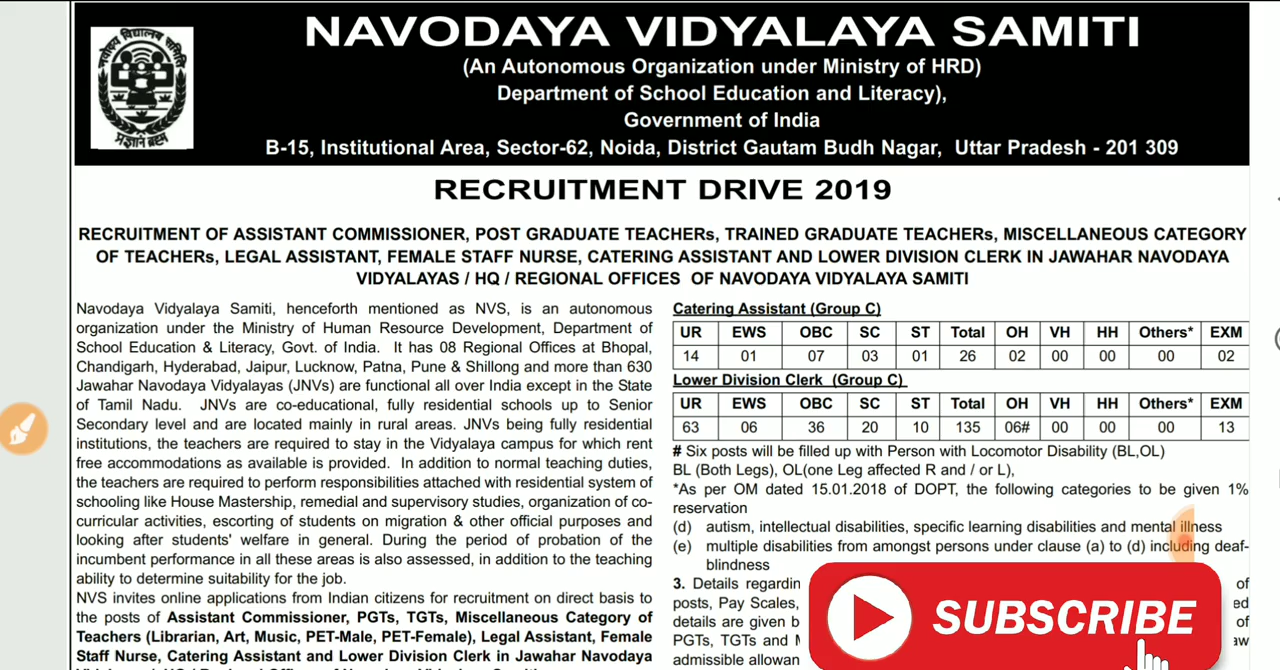 नवोदय विद्यालय समिति
प्रज्ञानं ब्रह्म
NAVODAYA VIDYALAYA SAMITI
(An Autonomous Organization under Ministry of HRD)
Department of School Education and Literacy),
Government of India
B-15, Institutional Area, Sector-62, Noida, District Gautam Budh Nagar, Uttar Pradesh - 201 309
RECRUITMENT DRIVE 2019
RECRUITMENT OF ASSISTANT COMMISSIONER, POST GRADUATE TEACHERs, TRAINED GRADUATE TEACHERs, MISCELLANEOUS CATEGORY
OF TEACHERs, LEGAL ASSISTANT, FEMALE STAFF NURSE, CATERING ASSISTANT AND LOWER DIVISION CLERK IN JAWAHAR NAVODAYA
VIDYALAYAS / HQ / REGIONAL OFFICES OF NAVODAYA VIDYALAYA SAMITI
Navodaya Vidyalaya Samiti, henceforth mentioned as NVS, is an autonomous
organization under the Ministry of Human Resource Development, Department of
School Education & Literacy, Govt. of India. It has 08 Regional Offices at Bhopal,
Chandigarh, Hyderabad, Jaipur, Lucknow, Patna, Pune & Shillong and more than 630
Jawahar Navodaya Vidyalayas (JNVs) are functional all over India except in the State
of Tamil Nadu. JNVs are co-educational, fully residential schools up to Senior
Secondary level and are located mainly in rural areas. JNVs being fully residential
institutions, the teachers are required to stay in the Vidyalaya campus for which rent
free accommodations as available is provided. In addition to normal teaching duties,
the teachers are required to perform responsibilities attached with residential system of
schooling like House Mastership, remedial and supervisory studies, organization of co-
curricular activities, escorting of students on migration & other official purposes and
looking after students' welfare in general. During the period of probation of the
incumbent performance in all these areas is also assessed, in addition to the teaching
ability to determine suitability for the job.
NVS invites online applications from Indian citizens for recruitment on direct basis to
the posts of Assistant Commissioner, PGTs, TGTs, Miscellaneous Category of
Teachers (Librarian, Art, Music, PET-Male, PET-Female), Legal Assistant, Female
Staff Nurse, Catering Assistant and Lower Division Clerk in Jawahar Navodaya
Catering Assistant (Group C)
UR EWS OBC SC ST Total OH VH HH Others* EXM
14 01 07 03 01 26 02 00 00 00 02
Lower Division Clerk (Group C)
UR EWS OBC SC ST Total OH VH HH Others* EXM
63 06 36 20 10 135 06# 00 00 00 13
# Six posts will be filled up with Person with Locomotor Disability (BL,OL)
BL (Both Legs), OL(one Leg affected R and / or L),
*As per OM dated 15.01.2018 of DOPT, the following categories to be given 1%
reservation
(d) autism, intellectual disabilities, specific learning disabilities and mental illness
(e) multiple disabilities from amongst persons under clause (a) to (d) including deaf-
blindness
3. Details regardin of
posts, Pay Scales, ed
details are given b of
PGTs, TGTs and aw
admissible allowan
SUBSCRIBE